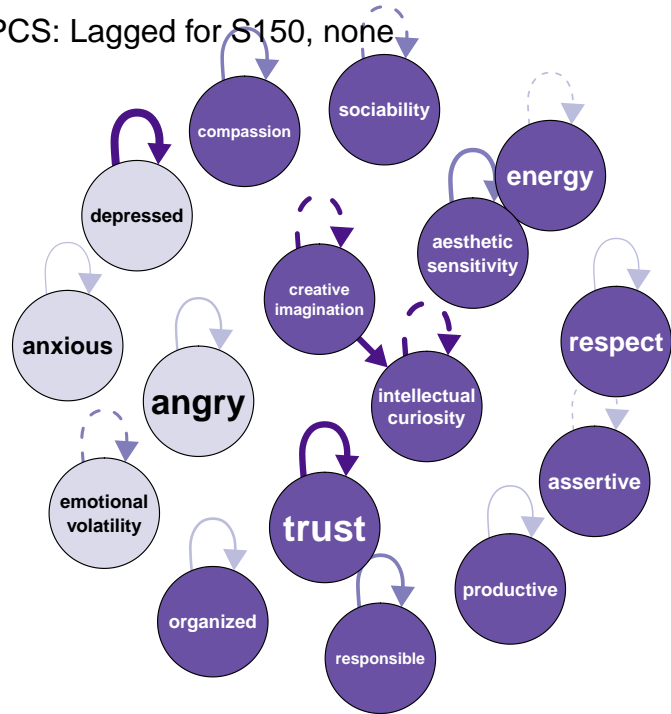 PCS: Lagged for S150, none
sociability
compassion
energy
depressed
aesthetic
sensitivity
creative
imagination
anxious
respect
angry
intellectual
curiosity
assertive
emotional
volatility
trust
productive
organized
responsible